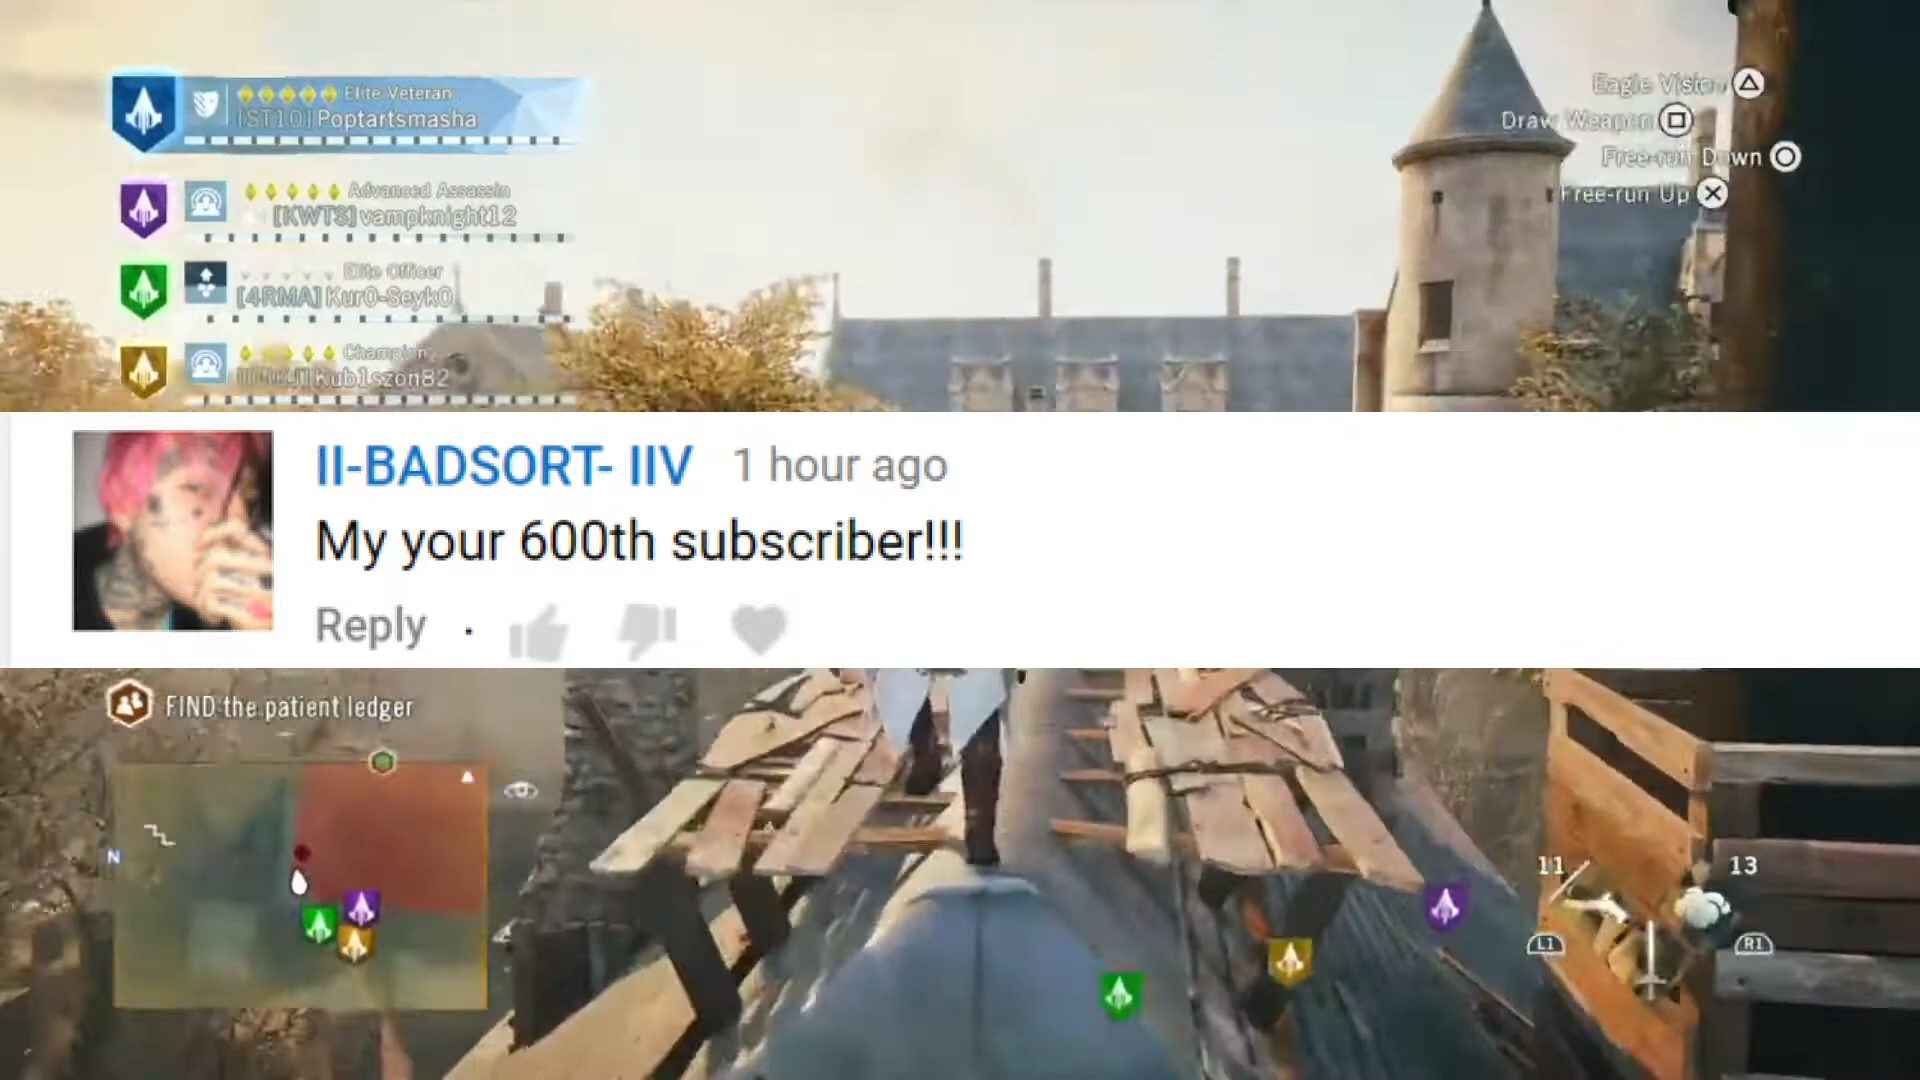 Elite Veteran
[ST10] Poptartsmasha
Advanced Assassin
[KWTS] vampknight12
Elite Officer
[4RMA] Kur0-Seyk0
Champion
Kub1szon82
Eagle Vision
Draw Weapon
Free-run Down
Free-run Up
II-BADSORT- IIV 1 hour ago
My your 600th subscriber!!!
Reply
FIND the patient ledger
N
11
13
L1
R1